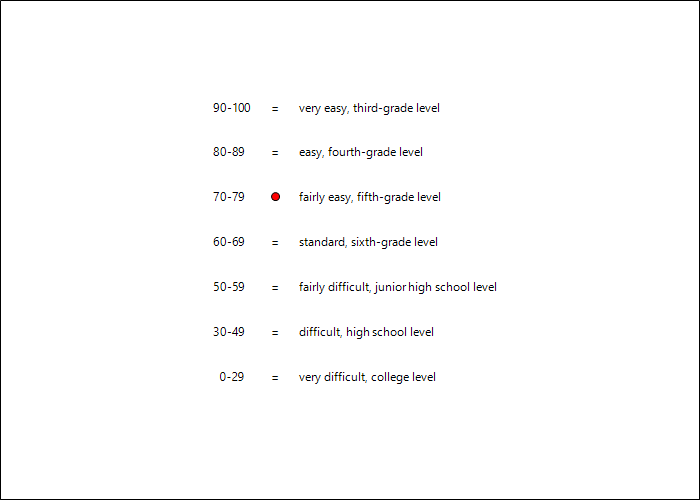 90-100 = very easy, third-grade level
80-89 = easy, fourth-grade level
70-79 fairly easy, fifth-grade level
60-69 = standard, sixth-grade level
50-59 = fairly difficult, junior high school level
30-49 = difficult, high school level
0-29 = very difficult, college level